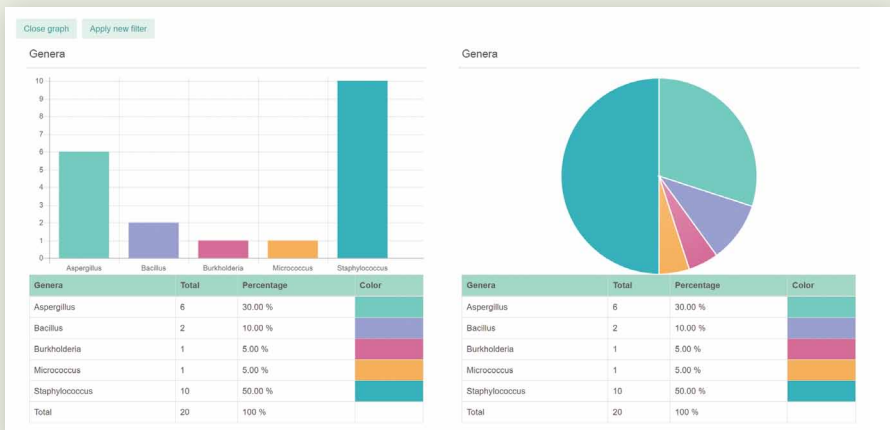 Close graph Apply new filter
Genera
10
9
8
7
6
5
4
3
2
1
0
Aspergillus Bacillus Burkholderia Micrococcus Staphylococcus
Genera Total Percentage Color
Aspergillus 6 30.00 %
Bacillus 2 10.00 %
Burkholderia 1 5.00 %
Micrococcus 1 5.00 %
Staphylococcus 10 50.00 %
Total 20 100 %
Genera
Genera Total Percentage Color
Aspergillus 6 30.00 %
Bacillus 2 10.00 %
Burkholderia 1 5.00 %
Micrococcus 1 5.00 %
Staphylococcus 10 50.00 %
Total 20 100 %